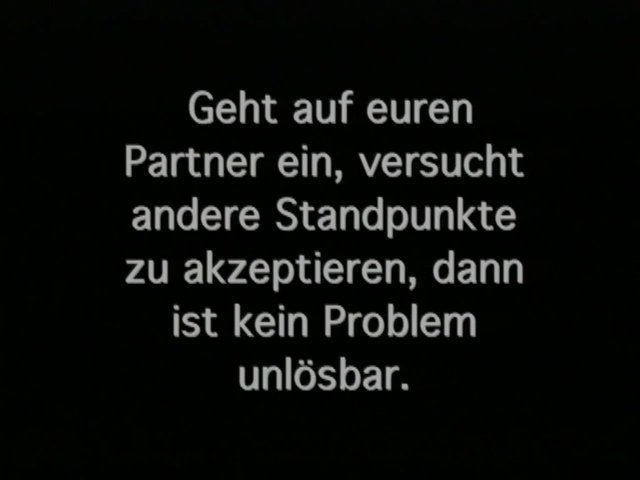 Geht auf euren
Partner ein, versucht
andere Standpunkte
zu akzeptieren, dann
ist kein Problem
unlösbar.